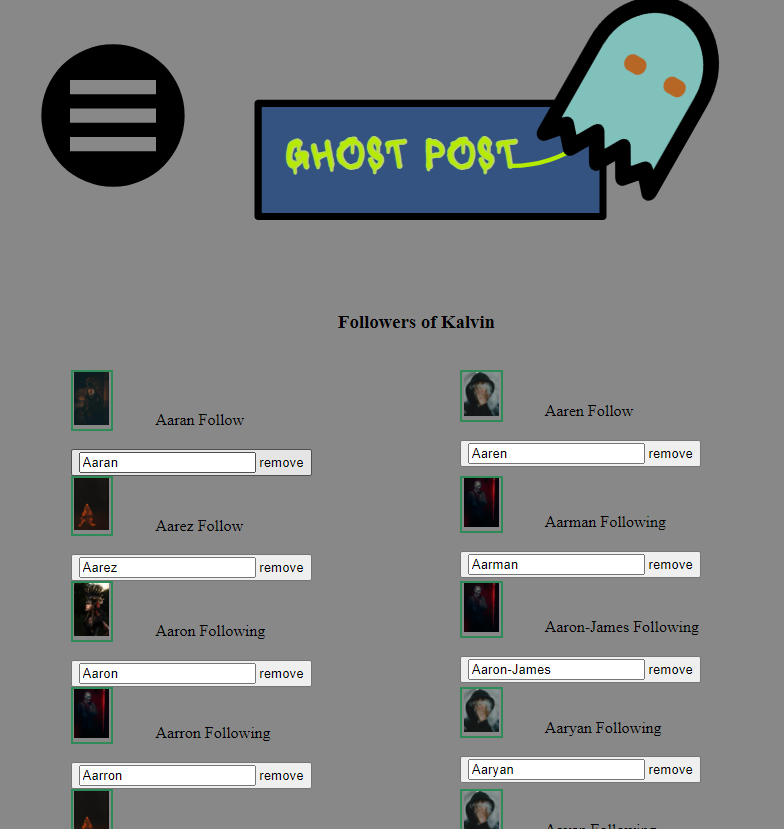 GHOST POST
Followers of Kalvin
Aaran Follow
Aaren Follow
Aaran remove
Aaren remove
Aarez Follow
Aarman Following
Aarez remove
Aarman remove
Aaron Following
Aaron-James Following
Aaron remove
Aaron-James remove
Aarron Following
Aaryan Following
Aarron remove
Aaryan remove